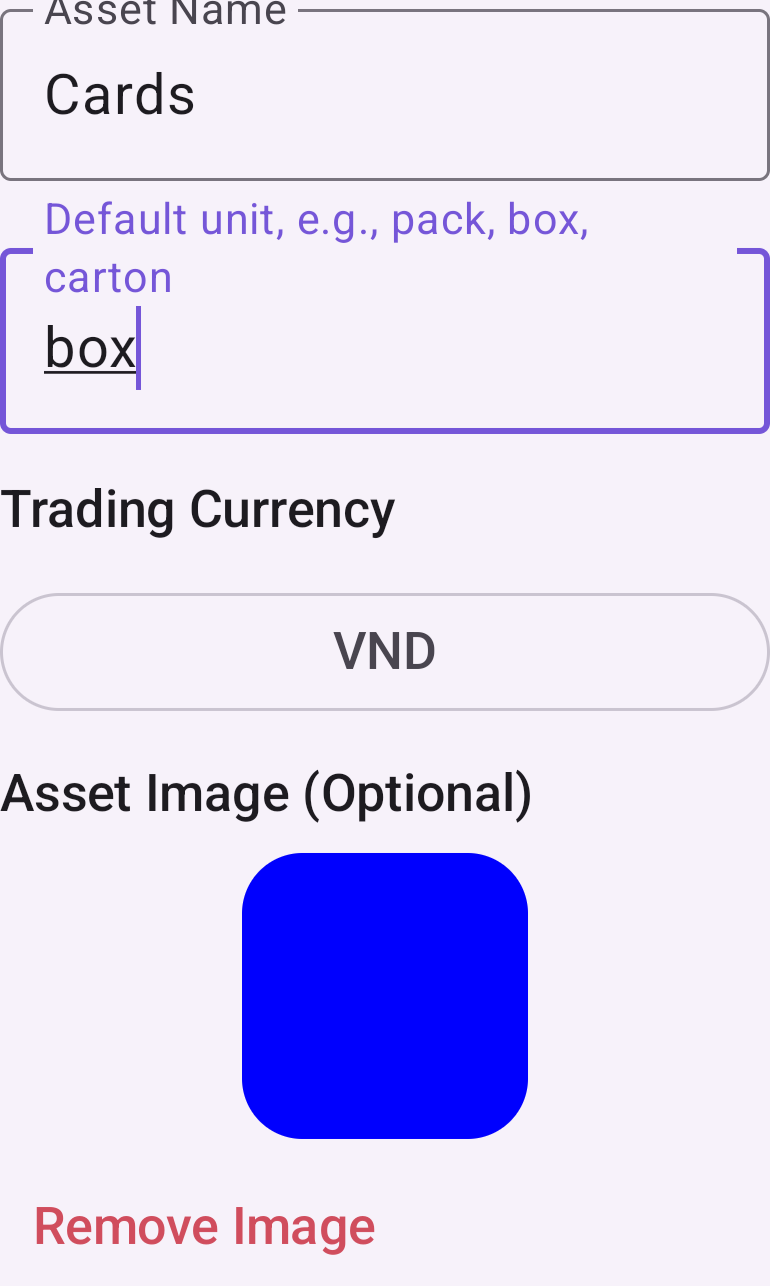 Asset Name
Cards
Default unit, e.g., pack, box,
carton
box
Trading Currency
VND
Asset Image (Optional)
Remove Image